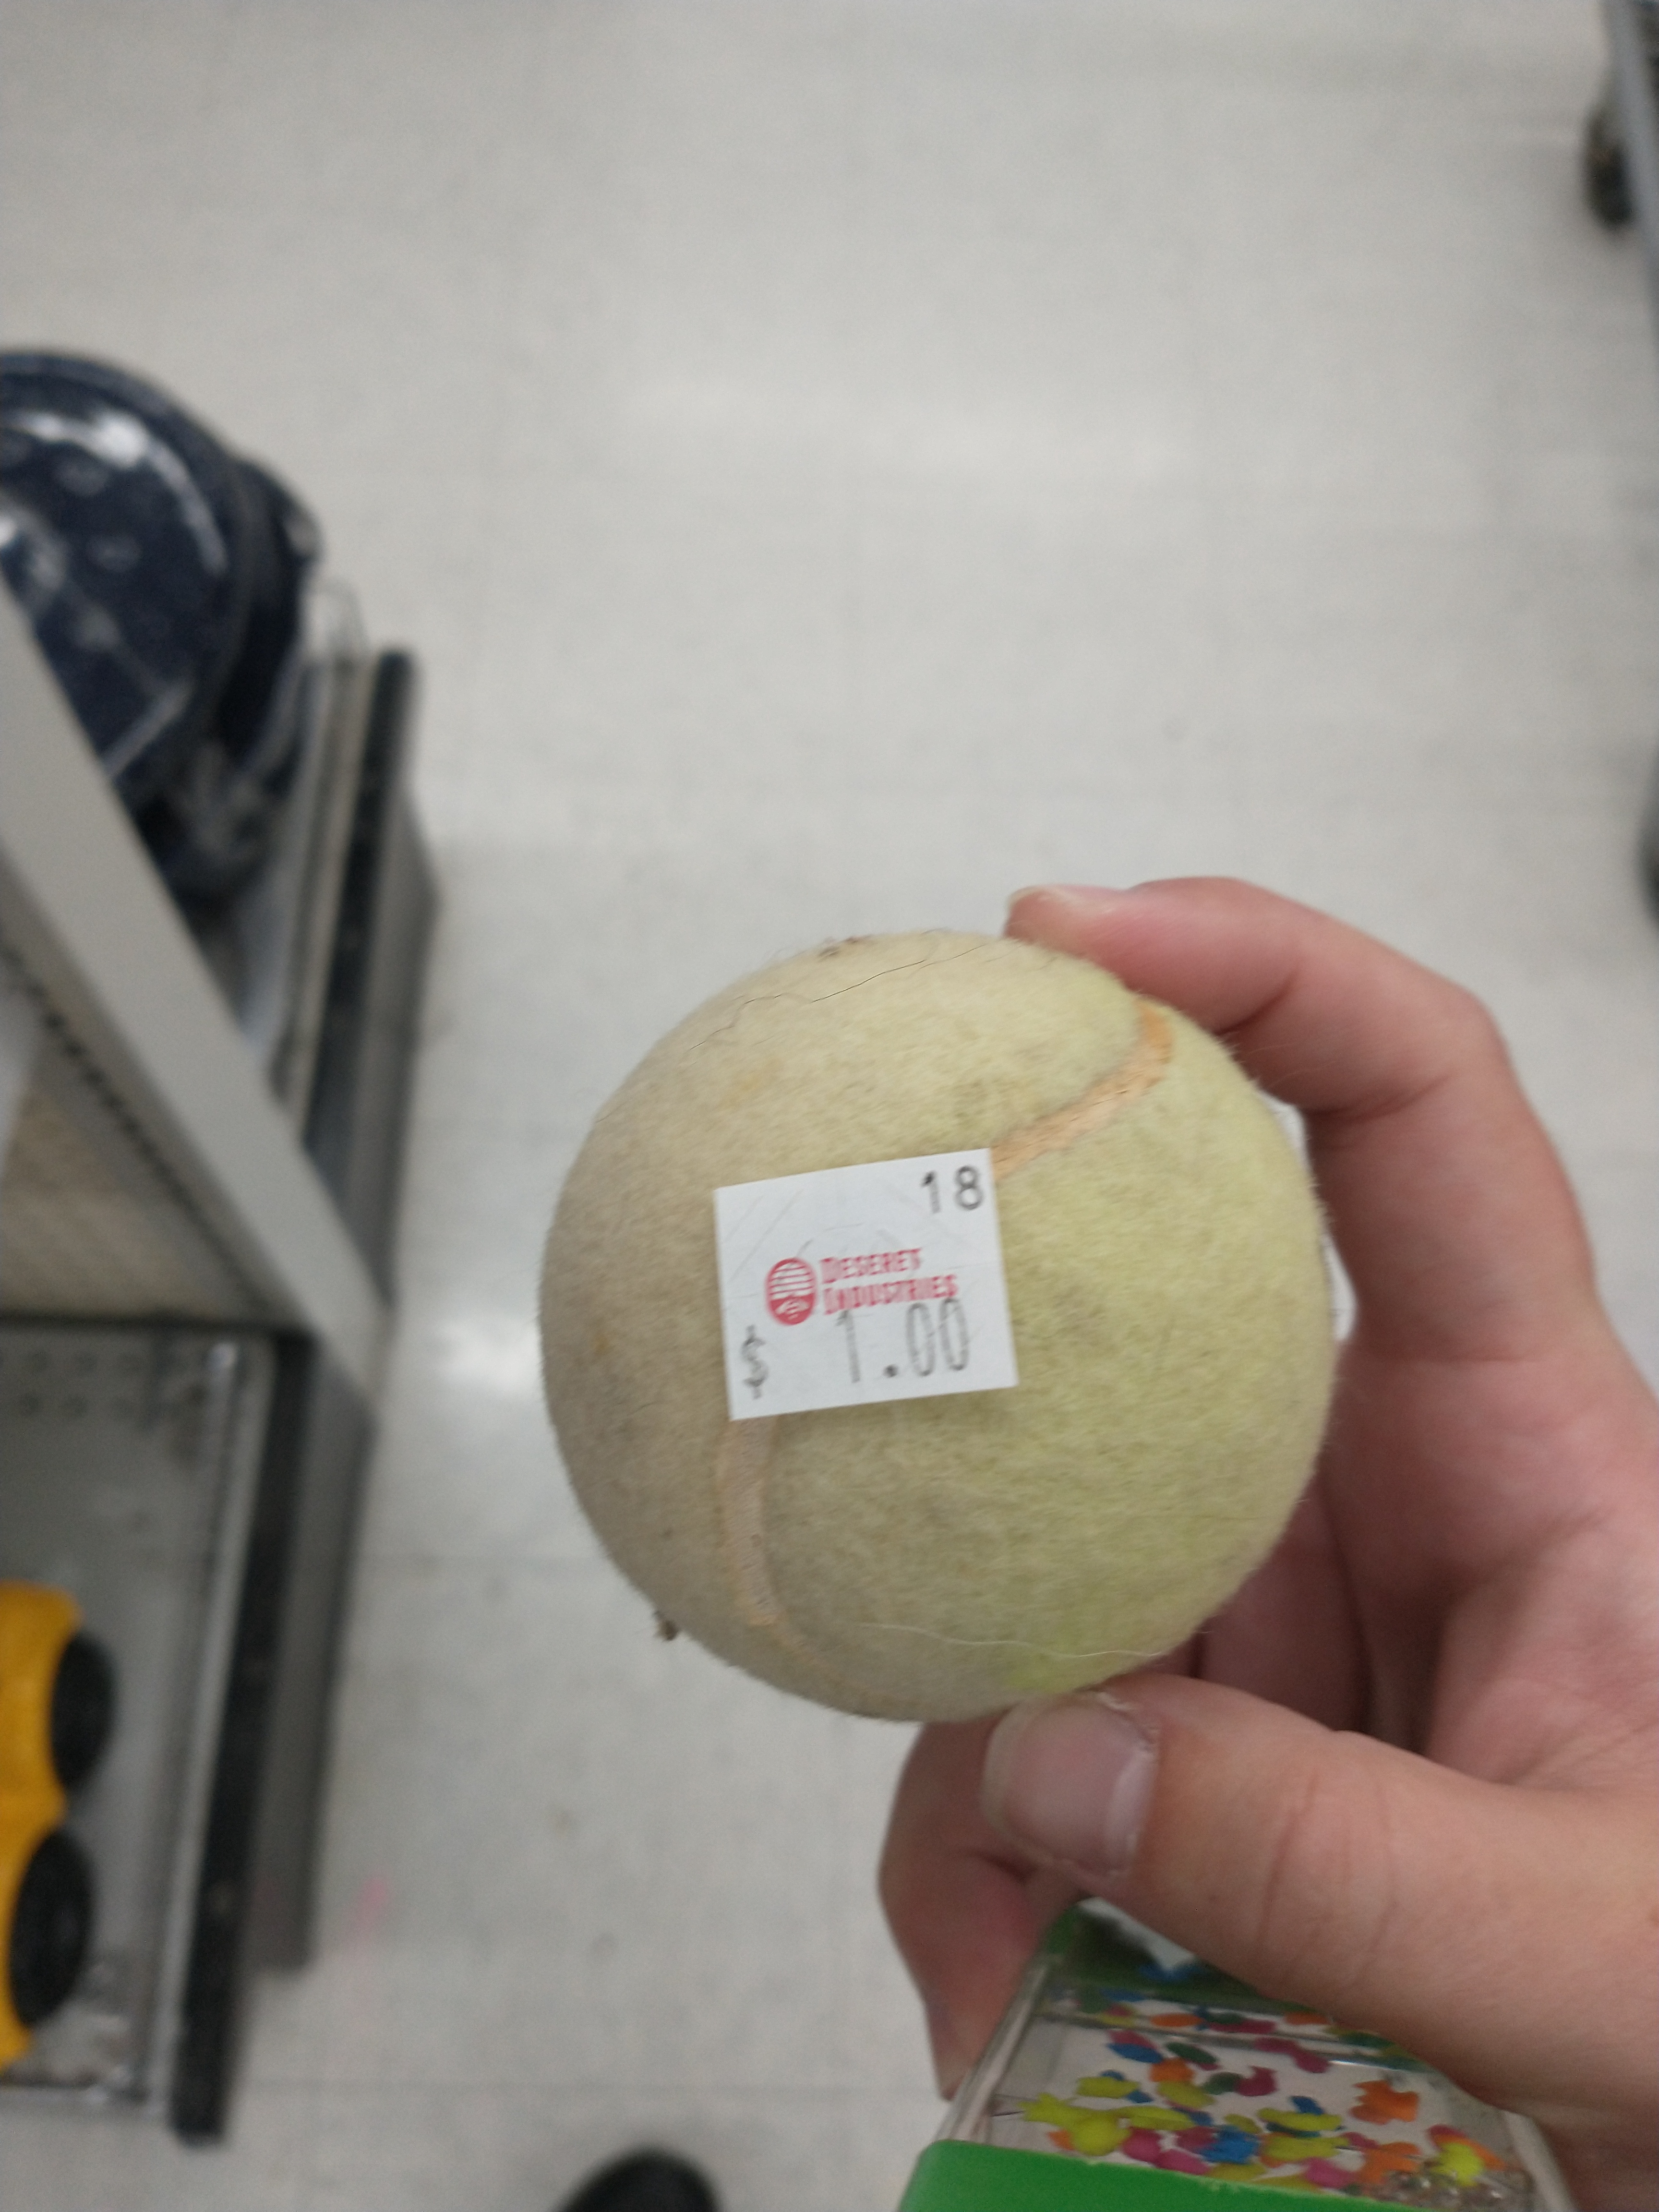 18
DESERET
INDUSTRIES
$ 1.00